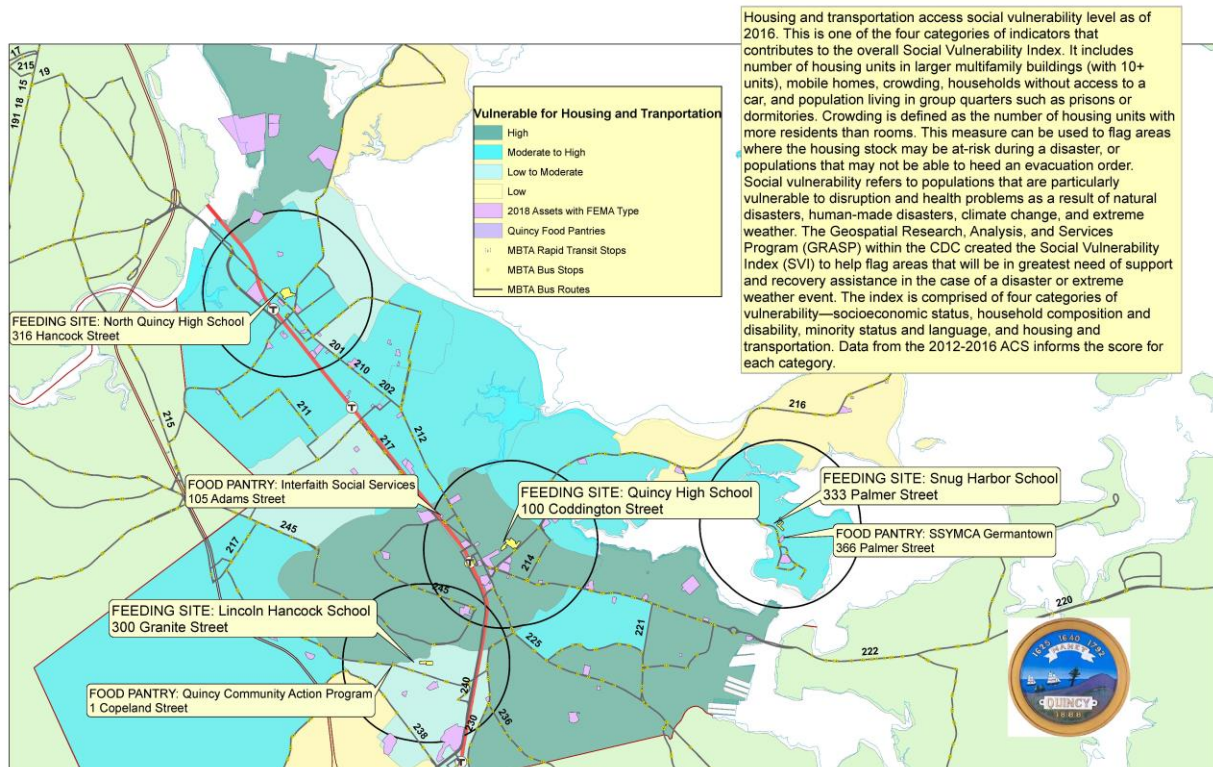 Housing and transportation access social vulnerability level as of
2016. This is one of the four categories of indicators that
contributes to the overall Social Vulnerability Index. It includes
number of housing units in larger multifamily buildings (with 10+
units), mobile homes, crowding, households without access to a
car, and population living in group quarters such as prisons or
dormitories. Crowding is defined as the number of housing units with
more residents than rooms. This measure can be used to flag areas
where the housing stock may be at-risk during a disaster, or
populations that may not be able to heed an evacuation order.
Social vulnerability refers to populations that are particularly
vulnerable to disruption and health problems as a result of natural
disasters, human-made disasters, climate change, and extreme
weather. The Geospatial Research, Analysis, and Services
Program (GRASP) within the CDC created the Social Vulnerability
Index (SVI) to help flag areas that will be in greatest need of support
and recovery assistance in the case of a disaster or extreme
weather event. The index is comprised of four categories of
vulnerability—socioeconomic status, household composition and
disability, minority status and language, and housing and
transportation. Data from the 2012-2016 ACS informs the score for
each category.
Vulnerable for Housing and Tranportation
High
Moderate to High
Low to Moderate
Low
2018 Assets with FEMA Type
Quincy Food Pantries
MBTA Rapid Transit Stops
MBTA Bus Stops
MBTA Bus Routes
17
215
19
15
18
191
FEEDING SITE: North Quincy High School
316 Hancock Street
T
201
210
202
211
T
217
212
215
216
FOOD PANTRY: Interfaith Social Services
105 Adams Street
FEEDING SITE: Quincy High School
100 Coddington Street
FEEDING SITE: Snug Harbor School
333 Palmer Street
FOOD PANTRY: SSYMCA Germantown
366 Palmer Street
245
217
T
214
245
FEEDING SITE: Lincoln Hancock School
300 Granite Street
225
221
222
220
FOOD PANTRY: Quincy Community Action Program
1 Copeland Street
240
230
236
238
T
1625 1640 1792
MANET
QUINCY
1888